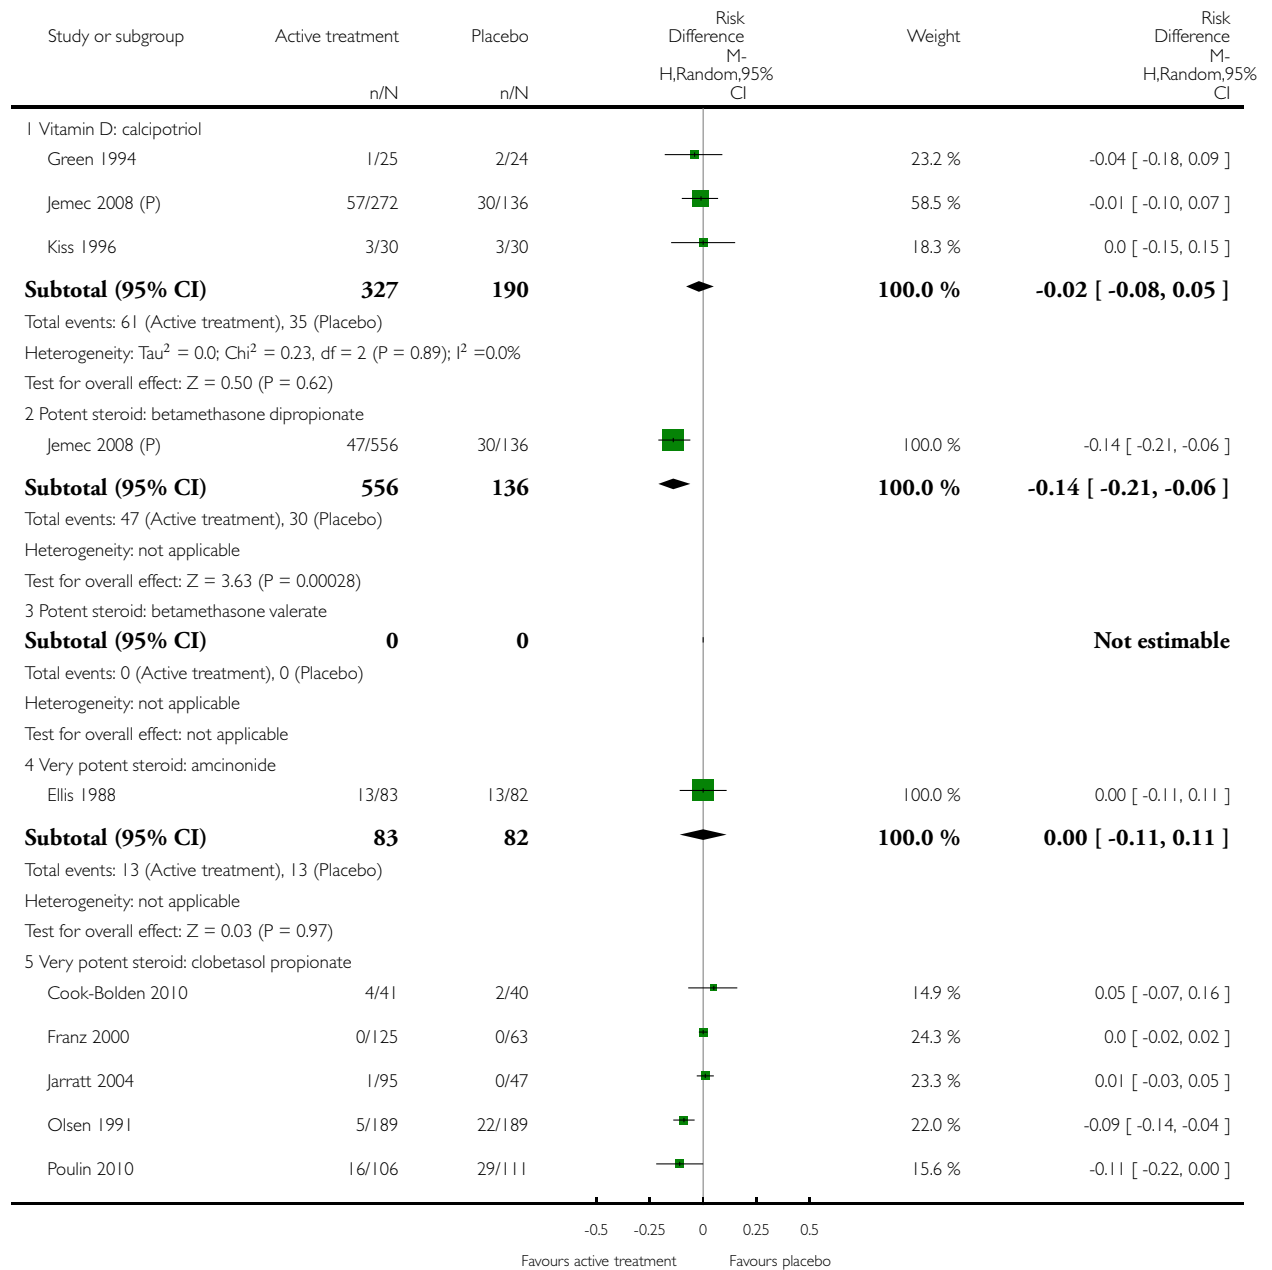 Risk
Risk
Study or subgroup Active treatment Placebo Difference Weight Difference
M-
M-
H,Random,95%
H,Random,95%
n/N n/N CI CI
1 Vitamin D: calcipotriol
Green 1994 1/25 2/24 23.2 % -0.04 [ -0.18, 0.09 ]
Jemec 2008 (P) 57/272 30/136 58.5 % -0.01 [ -0.10, 0.07 ]
Kiss 1996 3/30 3/30 18.3 % 0.0 [ -0.15, 0.15 ]
Subtotal (95% CI) 327 190 100.0 % -0.02 [ -0.08, 0.05 ]
Total events: 61 (Active treatment), 35 (Placebo)
Heterogeneity: Tau² = 0.0; Chi² = 0.23, df = 2 (P = 0.89); I² =0.0%
Test for overall effect: Z = 0.50 (P = 0.62)
2 Potent steroid: betamethasone dipropionate
Jemec 2008 (P) 47/556 30/136 100.0 % -0.14 [ -0.21, -0.06 ]
Subtotal (95% CI) 556 136 100.0 % -0.14 [ -0.21, -0.06 ]
Total events: 47 (Active treatment), 30 (Placebo)
Heterogeneity: not applicable
Test for overall effect: Z = 3.63 (P = 0.00028)
3 Potent steroid: betamethasone valerate
Subtotal (95% CI) 0 0 Not estimable
Total events: 0 (Active treatment), 0 (Placebo)
Heterogeneity: not applicable
Test for overall effect: not applicable
4 Very potent steroid: amcinonide
Ellis 1988 13/83 13/82 100.0 % 0.00 [ -0.11, 0.11 ]
Subtotal (95% CI) 83 82 100.0 % 0.00 [ -0.11, 0.11 ]
Total events: 13 (Active treatment), 13 (Placebo)
Heterogeneity: not applicable
Test for overall effect: Z = 0.03 (P = 0.97)
5 Very potent steroid: clobetasol propionate
Cook-Bolden 2010 4/41 2/40 14.9 % 0.05 [ -0.07, 0.16 ]
Franz 2000 0/125 0/63 24.3 % 0.0 [ -0.02, 0.02 ]
Jarratt 2004 1/95 0/47 23.3 % 0.01 [ -0.03, 0.05 ]
Olsen 1991 5/189 22/189 22.0 % -0.09 [ -0.14, -0.04 ]
Poulin 2010 16/106 29/111 15.6 % -0.11 [ -0.22, 0.00 ]
-0.5 -0.25 0 0.25 0.5
Favours active treatment Favours placebo